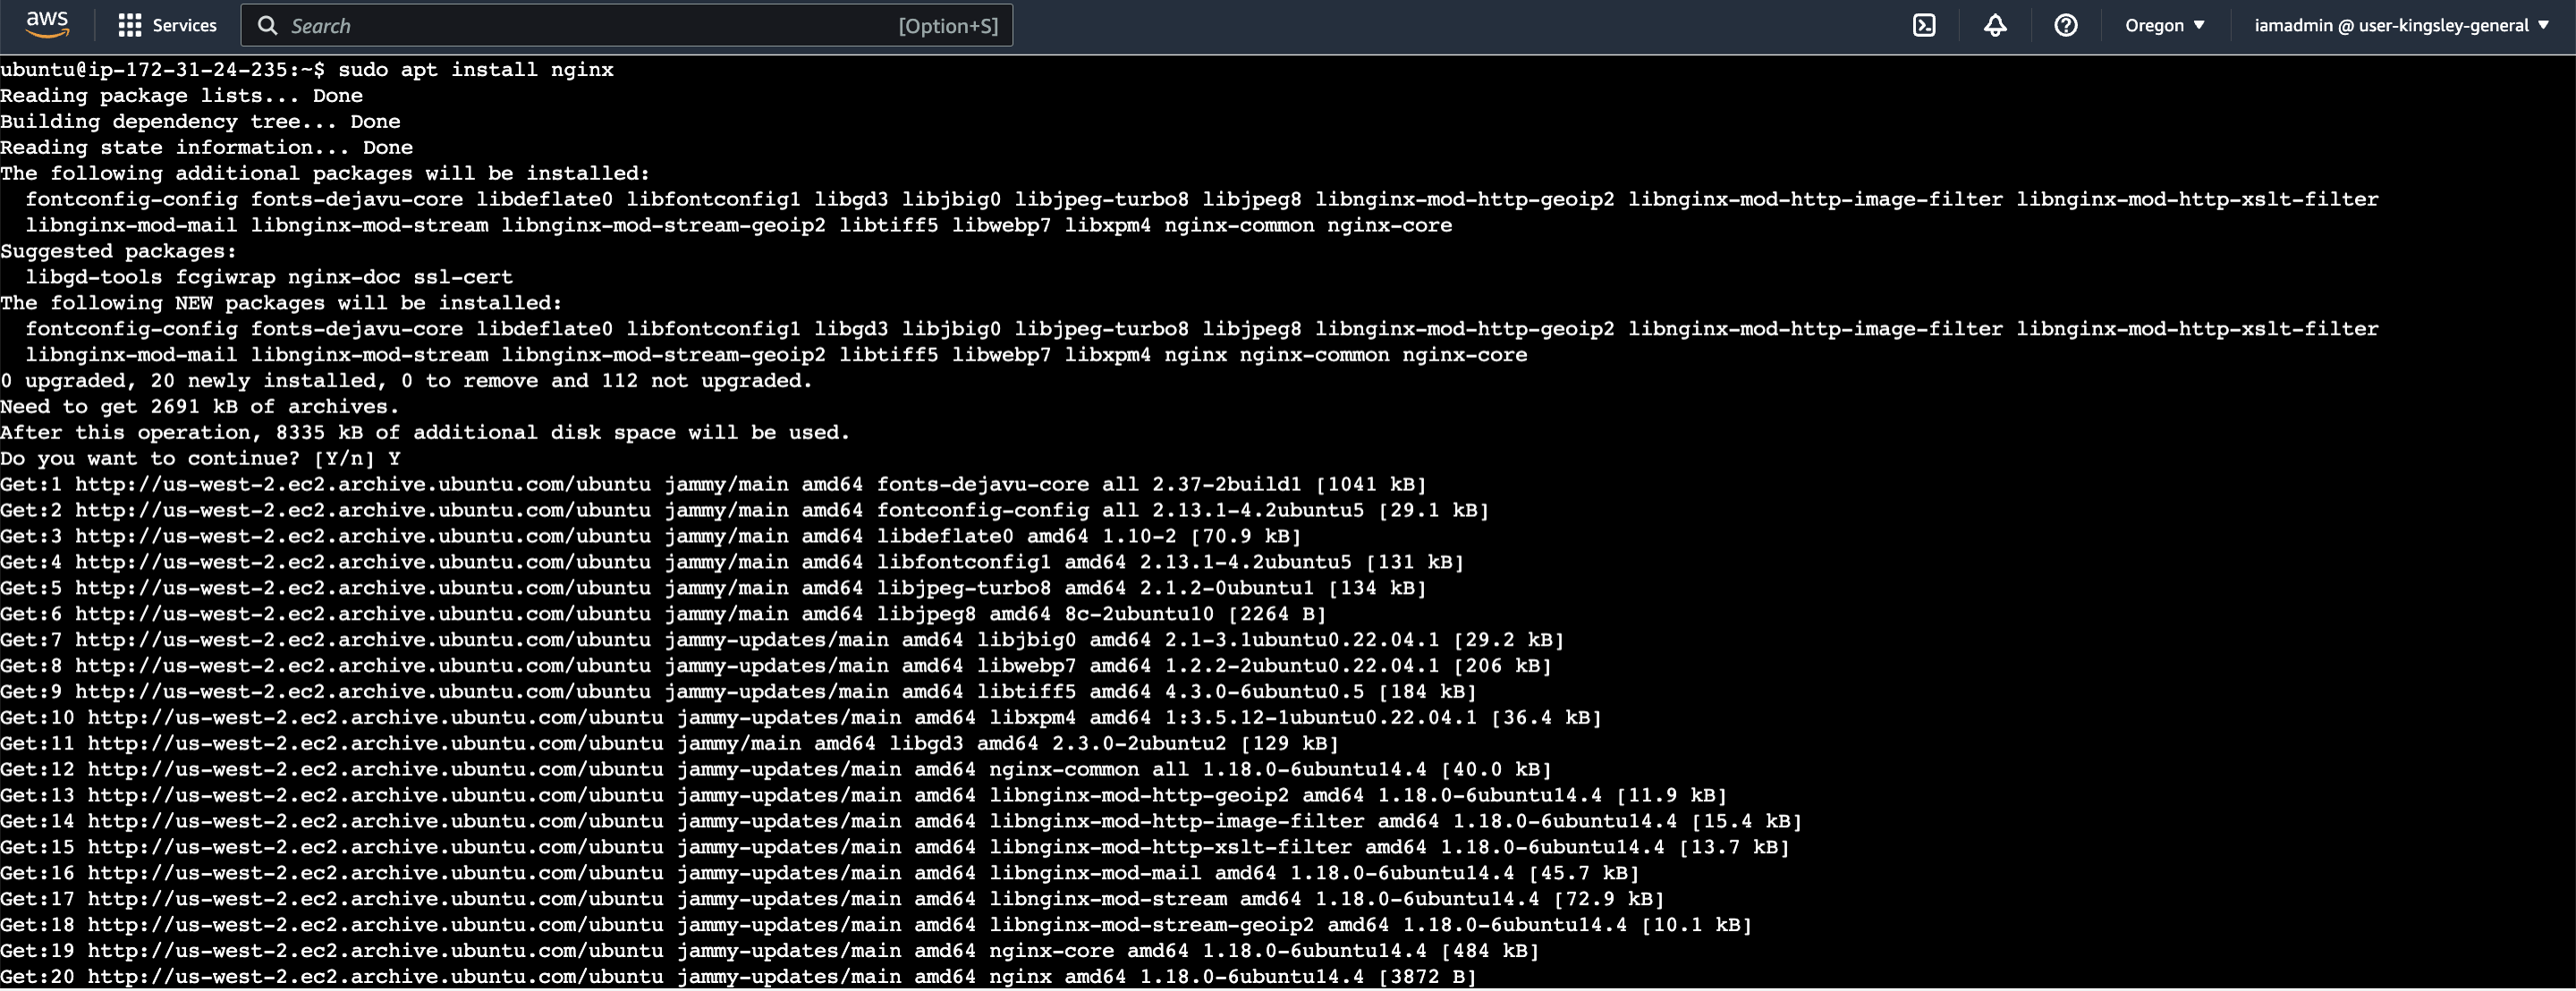 aws Services Search [Option+S] Oregon iamadmin @ user-kingsley-general
ubuntu@ip-172-31-24-235:~$ sudo apt install nginx
Reading package lists... Done
Building dependency tree... Done
Reading state information... Done
The following additional packages will be installed:
  fontconfig-config fonts-dejavu-core libdeflate0 libfontconfig1 libgd3 libjbig0 libjpeg-turbo8 libjpeg8 libnginx-mod-http-geoip2 libnginx-mod-http-image-filter libnginx-mod-http-xslt-filter
  libnginx-mod-mail libnginx-mod-stream libnginx-mod-stream-geoip2 libtiff5 libwebp7 libxpm4 nginx-common nginx-core
Suggested packages:
  libgd-tools fcgiwrap nginx-doc ssl-cert
The following NEW packages will be installed:
  fontconfig-config fonts-dejavu-core libdeflate0 libfontconfig1 libgd3 libjbig0 libjpeg-turbo8 libjpeg8 libnginx-mod-http-geoip2 libnginx-mod-http-image-filter libnginx-mod-http-xslt-filter
  libnginx-mod-mail libnginx-mod-stream libnginx-mod-stream-geoip2 libtiff5 libwebp7 libxpm4 nginx nginx-common nginx-core
0 upgraded, 20 newly installed, 0 to remove and 112 not upgraded.
Need to get 2691 kB of archives.
After this operation, 8335 kB of additional disk space will be used.
Do you want to continue? [Y/n] Y
Get:1 http://us-west-2.ec2.archive.ubuntu.com/ubuntu jammy/main amd64 fonts-dejavu-core all 2.37-2build1 [1041 kB]
Get:2 http://us-west-2.ec2.archive.ubuntu.com/ubuntu jammy/main amd64 fontconfig-config all 2.13.1-4.2ubuntu5 [29.1 kB]
Get:3 http://us-west-2.ec2.archive.ubuntu.com/ubuntu jammy/main amd64 libdeflate0 amd64 1.10-2 [70.9 kB]
Get:4 http://us-west-2.ec2.archive.ubuntu.com/ubuntu jammy/main amd64 libfontconfig1 amd64 2.13.1-4.2ubuntu5 [131 kB]
Get:5 http://us-west-2.ec2.archive.ubuntu.com/ubuntu jammy/main amd64 libjpeg-turbo8 amd64 2.1.2-0ubuntu1 [134 kB]
Get:6 http://us-west-2.ec2.archive.ubuntu.com/ubuntu jammy/main amd64 libjpeg8 amd64 8c-2ubuntu10 [2264 B]
Get:7 http://us-west-2.ec2.archive.ubuntu.com/ubuntu jammy-updates/main amd64 libjbig0 amd64 2.1-3.1ubuntu0.22.04.1 [29.2 kB]
Get:8 http://us-west-2.ec2.archive.ubuntu.com/ubuntu jammy-updates/main amd64 libwebp7 amd64 1.2.2-2ubuntu0.22.04.1 [206 kB]
Get:9 http://us-west-2.ec2.archive.ubuntu.com/ubuntu jammy-updates/main amd64 libtiff5 amd64 4.3.0-6ubuntu0.5 [184 kB]
Get:10 http://us-west-2.ec2.archive.ubuntu.com/ubuntu jammy-updates/main amd64 libxpm4 amd64 1:3.5.12-1ubuntu0.22.04.1 [36.4 kB]
Get:11 http://us-west-2.ec2.archive.ubuntu.com/ubuntu jammy/main amd64 libgd3 amd64 2.3.0-2ubuntu2 [129 kB]
Get:12 http://us-west-2.ec2.archive.ubuntu.com/ubuntu jammy-updates/main amd64 nginx-common all 1.18.0-6ubuntu14.4 [40.0 kB]
Get:13 http://us-west-2.ec2.archive.ubuntu.com/ubuntu jammy-updates/main amd64 libnginx-mod-http-geoip2 amd64 1.18.0-6ubuntu14.4 [11.9 kB]
Get:14 http://us-west-2.ec2.archive.ubuntu.com/ubuntu jammy-updates/main amd64 libnginx-mod-http-image-filter amd64 1.18.0-6ubuntu14.4 [15.4 kB]
Get:15 http://us-west-2.ec2.archive.ubuntu.com/ubuntu jammy-updates/main amd64 libnginx-mod-http-xslt-filter amd64 1.18.0-6ubuntu14.4 [13.7 kB]
Get:16 http://us-west-2.ec2.archive.ubuntu.com/ubuntu jammy-updates/main amd64 libnginx-mod-mail amd64 1.18.0-6ubuntu14.4 [45.7 kB]
Get:17 http://us-west-2.ec2.archive.ubuntu.com/ubuntu jammy-updates/main amd64 libnginx-mod-stream amd64 1.18.0-6ubuntu14.4 [72.9 kB]
Get:18 http://us-west-2.ec2.archive.ubuntu.com/ubuntu jammy-updates/main amd64 libnginx-mod-stream-geoip2 amd64 1.18.0-6ubuntu14.4 [10.1 kB]
Get:19 http://us-west-2.ec2.archive.ubuntu.com/ubuntu jammy-updates/main amd64 nginx-core amd64 1.18.0-6ubuntu14.4 [484 kB]
Get:20 http://us-west-2.ec2.archive.ubuntu.com/ubuntu jammy-updates/main amd64 nginx amd64 1.18.0-6ubuntu14.4 [3872 B]